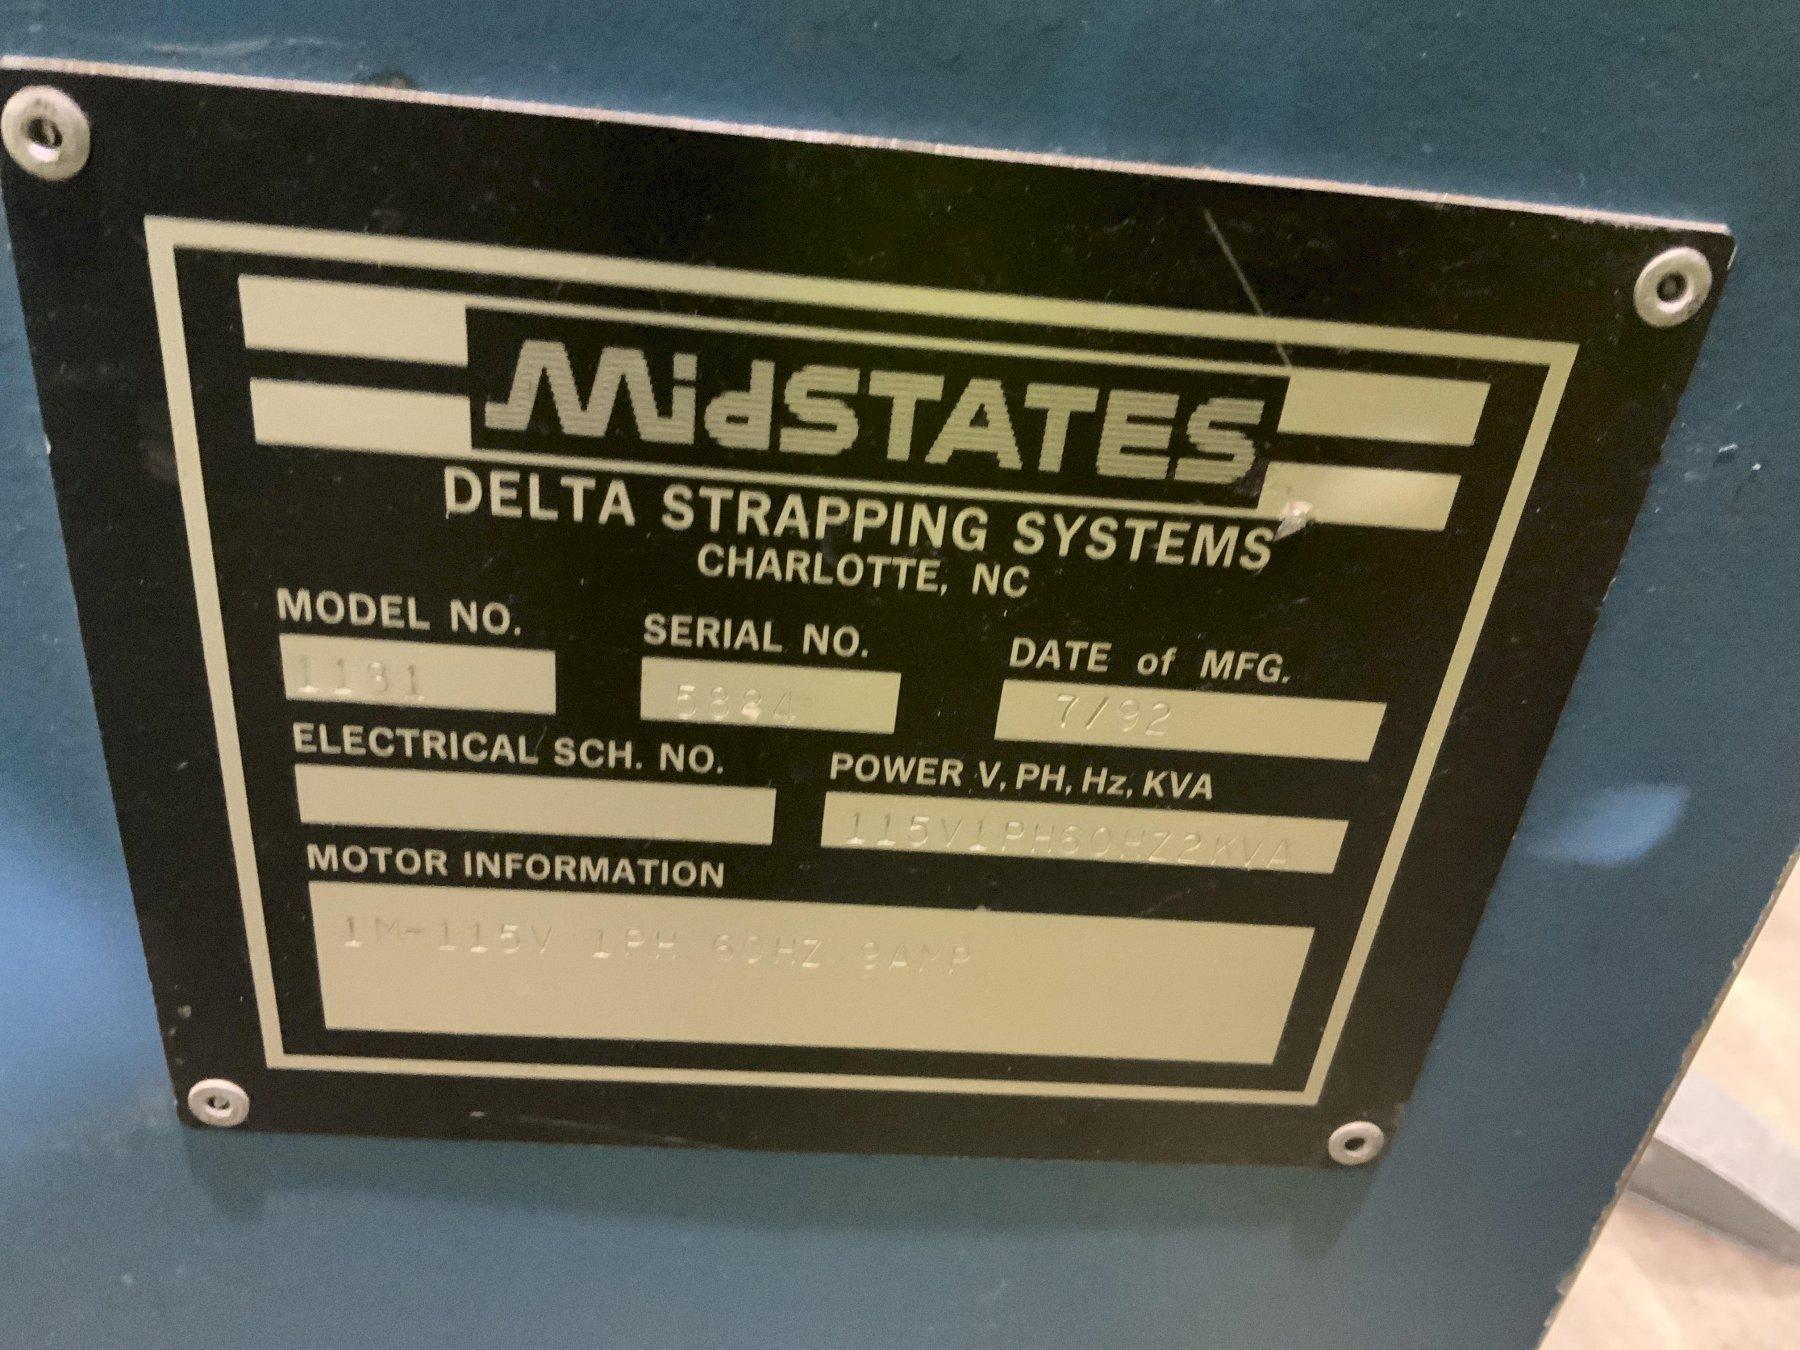 MidSTATES
DELTA STRAPPING SYSTEMS
CHARLOTTE, NC
MODEL NO. SERIAL NO. DATE of MFG.
1131 5884 7/92
ELECTRICAL SCH. NO. POWER V, PH, Hz, KVA
115V1PH60HZ2KVA
MOTOR INFORMATION
1M-115V 1PH 60HZ 9AMP